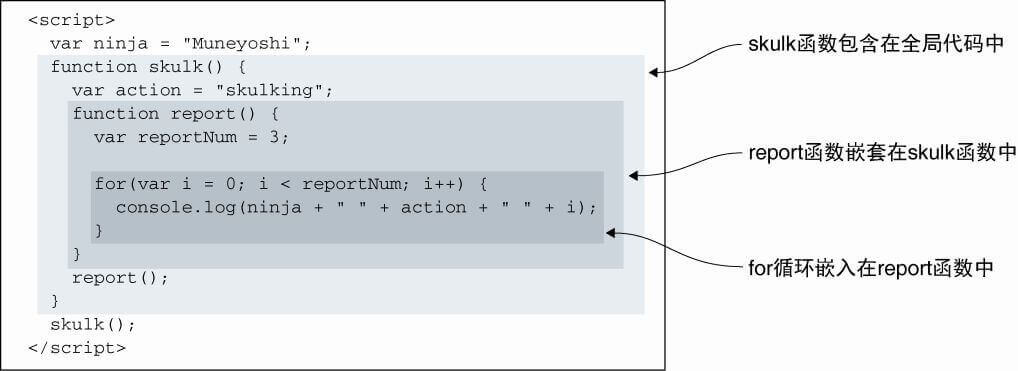 <script>
var ninja = "Muneyoshi";
function skulk() {
var action = "skulking";
function report() {
var reportNum = 3;
for(var i = 0; i < reportNum; i++) {
console.log(ninja + " " + action + " " + i);
}
}
report();
}
skulk();
</script>
skulk函数包含在全局代码中
report函数嵌套在skulk函数中
for循环嵌入在report函数中